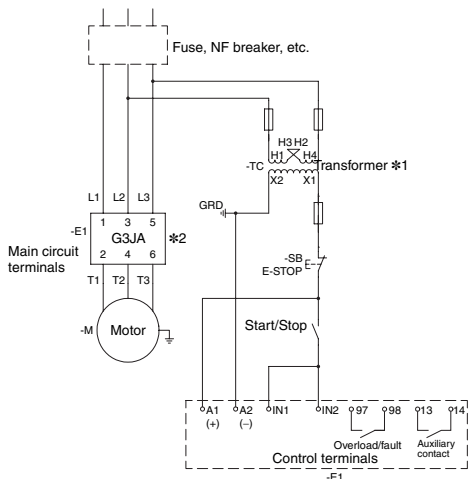 Fuse, NF breaker, etc.
H3 H2
H1 H4
-TC Transformer *1
X2 X1
L1 L2 L3
GRD
1 3 5
-E1 G3JA *2
Main circuit
terminals
2 4 6
-SB
E-STOP
T1 T2 T3
-M Motor
Start/Stop
A1 A2 IN1 IN2 97 98 13 14
(+) (−)
Overload/fault
Auxiliary
contact
Control terminals
-E1